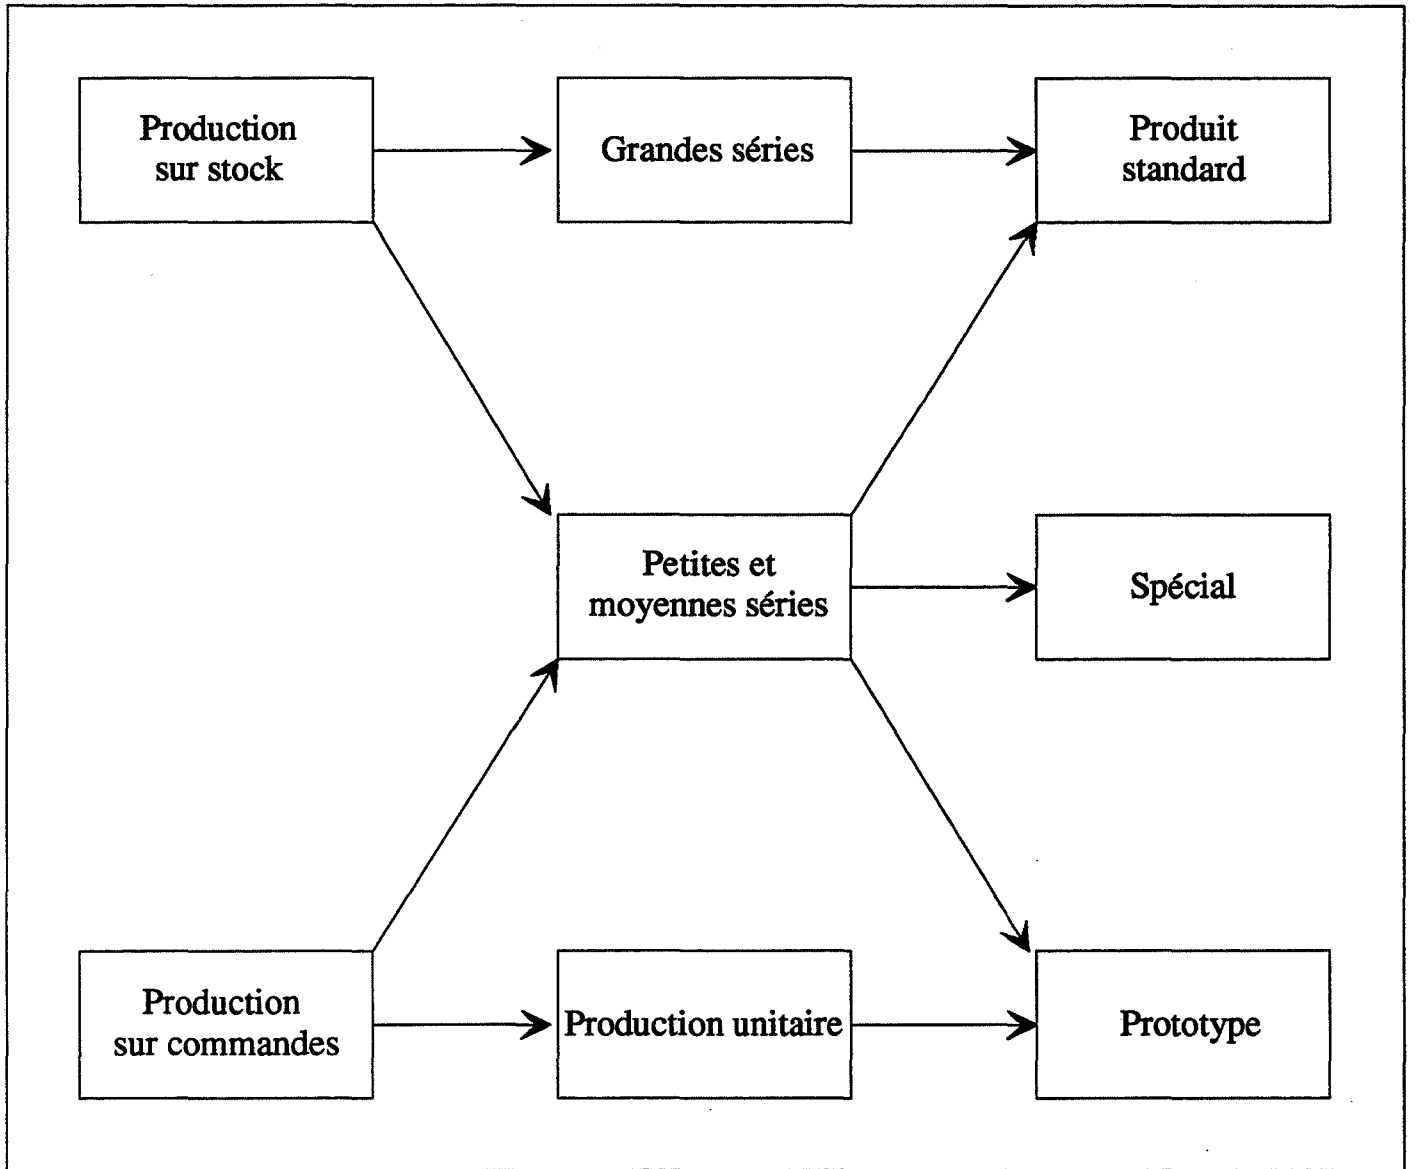 Production
sur stock
Grandes séries
Produit
standard
Petites et
moyennes séries
Spécial
Production
sur commandes
Production unitaire
Prototype